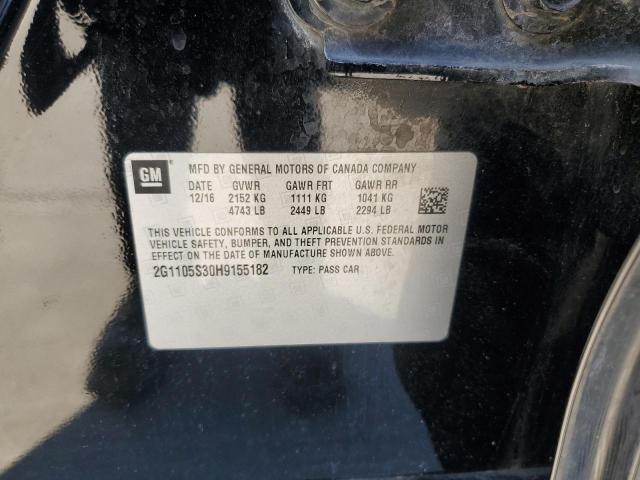 GM
MFD BY GENERAL MOTORS OF CANADA COMPANY
DATE GVWR GAWR FRT GAWR RR
12/16 2152 KG 1111 KG 1041 KG
4743 LB 2449 LB 2294 LB
THIS VEHICLE CONFORMS TO ALL APPLICABLE U.S. FEDERAL MOTOR
VEHICLE SAFETY, BUMPER, AND THEFT PREVENTION STANDARDS IN
EFFECT ON THE DATE OF MANUFACTURE SHOWN ABOVE.
2G1105S30H9155182 TYPE: PASS CAR